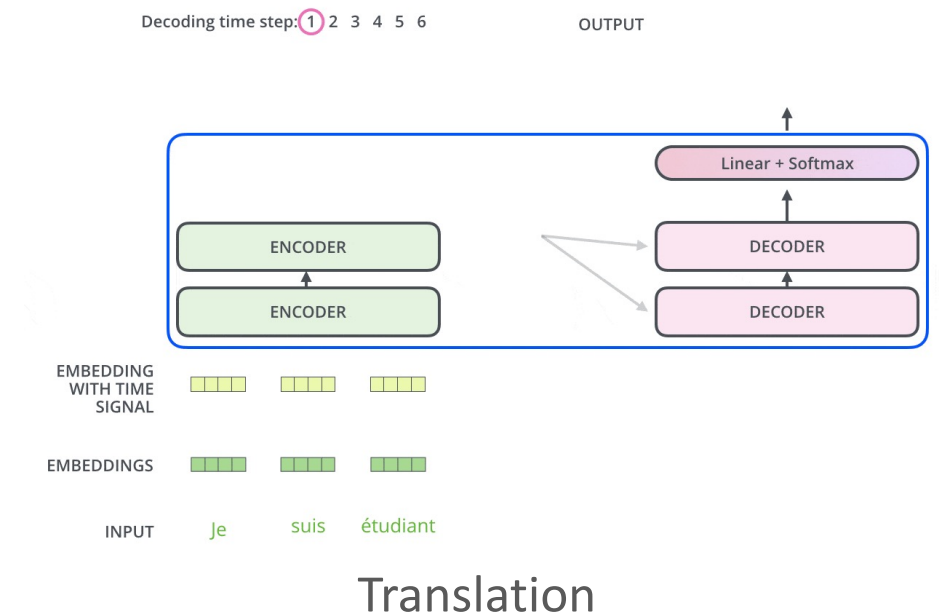 Decoding time step: 1 2 3 4 5 6
OUTPUT
Linear + Softmax
ENCODER
DECODER
ENCODER
DECODER
EMBEDDING
WITH TIME
SIGNAL
EMBEDDINGS
INPUT
Je suis étudiant
Translation